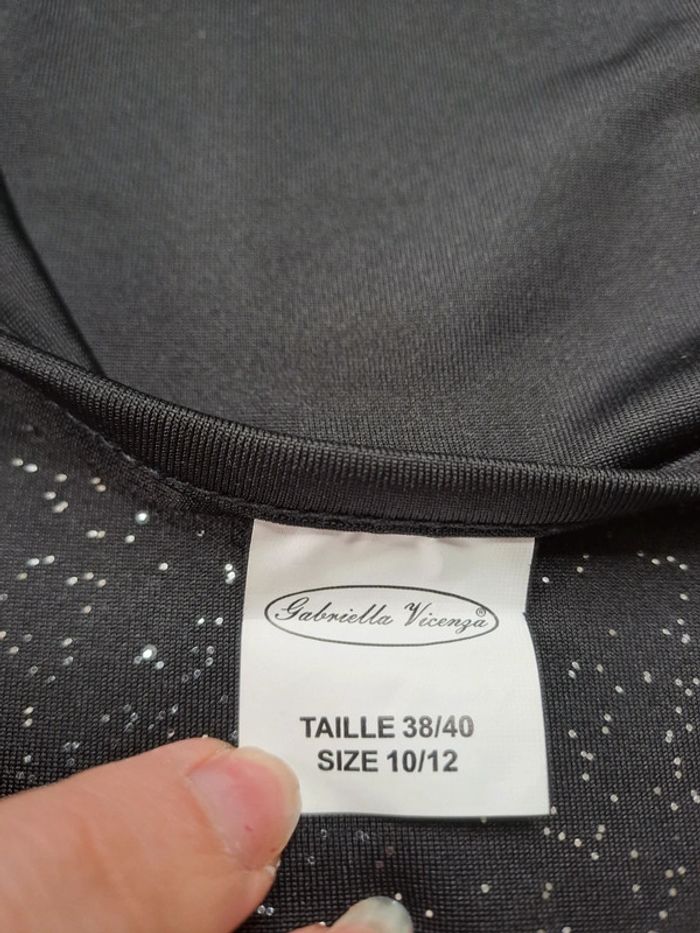 Gabriella Vicenza®
TAILLE 38/40
SIZE 10/12